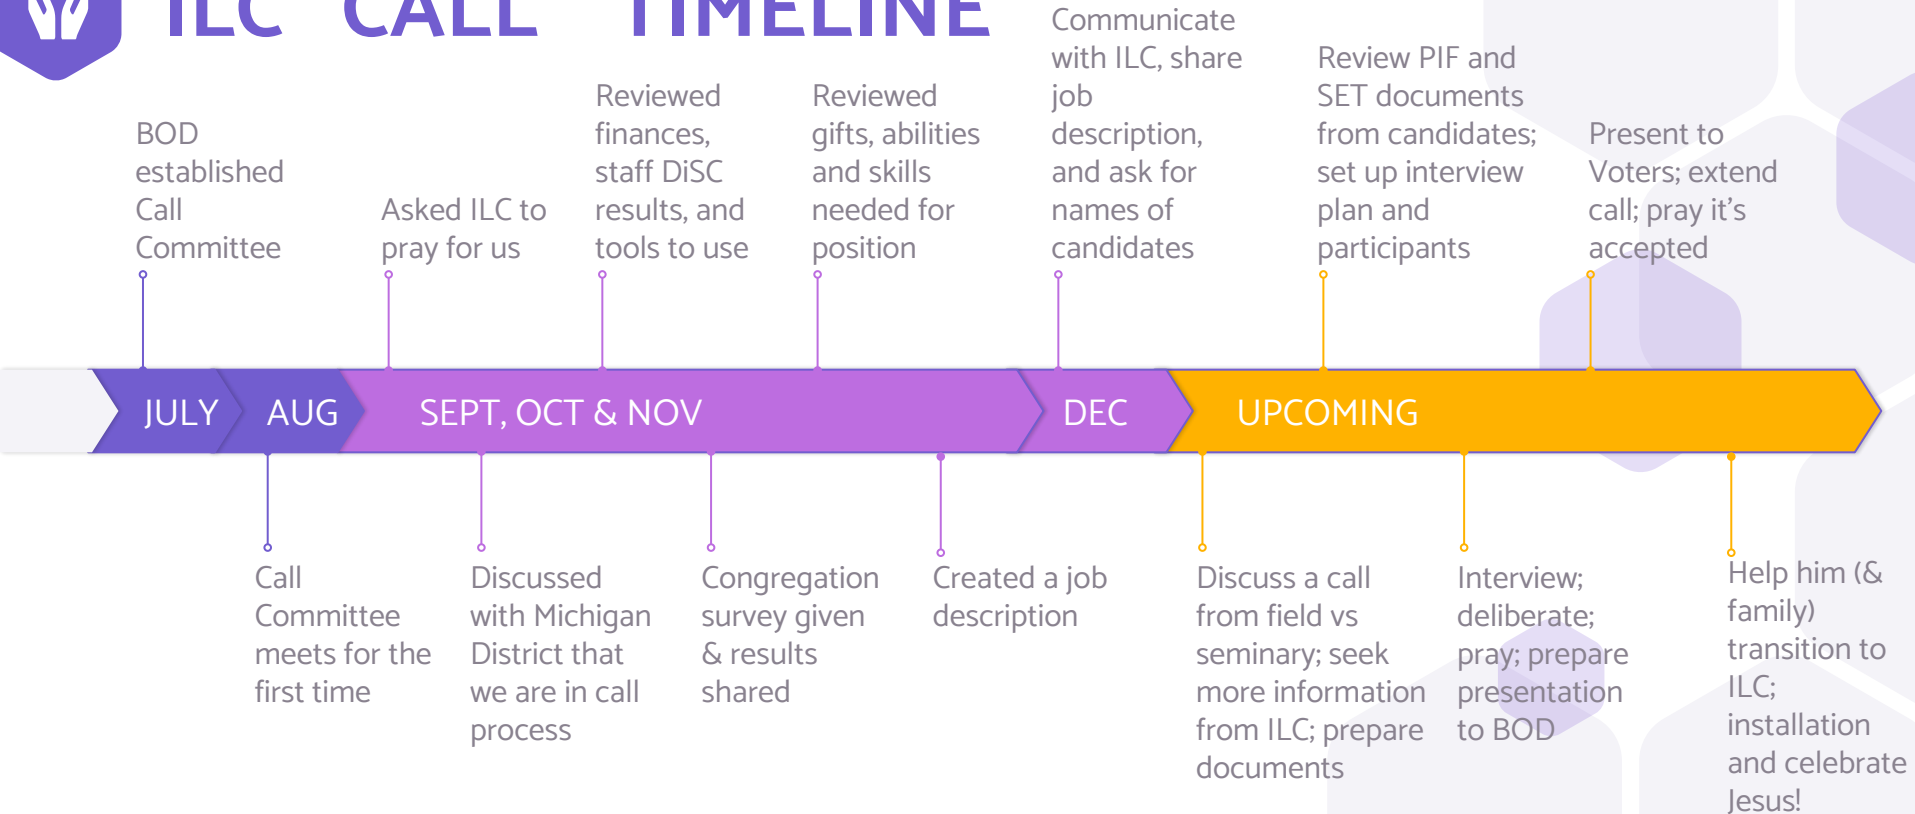 ILC CALL TIMELINE
BOD
established
Call
Committee
Asked ILC to
pray for us
Reviewed
finances,
staff DiSC
results, and
tools to use
Reviewed
gifts, abilities
and skills
needed for
position
Communicate
with ILC, share
job
description,
and ask for
names of
candidates
Review PIF and
SET documents
from candidates;
set up interview
plan and
participants
Present to
Voters; extend
call; pray it's
accepted
JULY
AUG
SEPT, OCT & NOV
DEC
UPCOMING
Call
Committee
meets for the
first time
Discussed
with Michigan
District that
we are in call
process
Congregation
survey given
& results
shared
Created a job
description
Discuss a call
from field vs
seminary; seek
more information
from ILC; prepare
documents
Interview;
deliberate;
pray; prepare
presentation
to BOD
Help him (&
family)
transition to
ILC;
installation
and celebrate
Jesus!